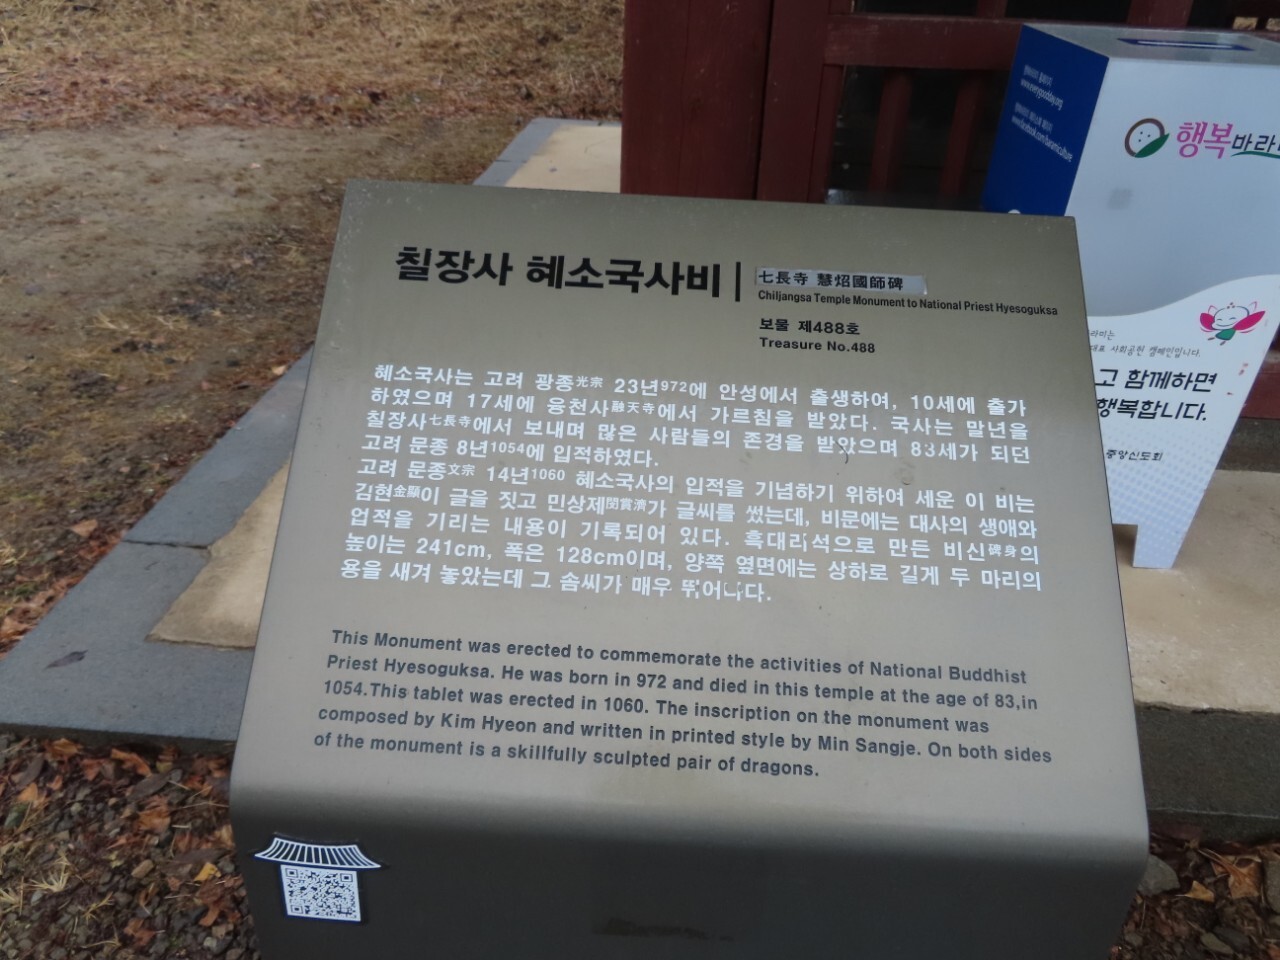 칠장사 혜소국사비
七長寺 慧炤國師碑
Chiljangsa Temple Monument to National Priest Hyesoguksa
보물 제488호
Treasure No.488
혜소국사는 고려 광종光宗 23년972에 안성에서 출생하여, 10세에 출가
하였으며 17세에 융천사融天寺에서 가르침을 받았다. 국사는 말년을
칠장사七長寺에서 보내며 많은 사람들의 존경을 받았으며 83세가 되던
고려 문종 8년1054에 입적하였다.
고려 문종文宗 14년1060 혜소국사의 입적을 기념하기 위하여 세운 이 비는
김현金顯이 글을 짓고 민상제閔賞濟가 글씨를 썼는데, 비문에는 대사의 생애와
업적을 기리는 내용이 기록되어 있다. 흑대리석으로 만든 비신碑身의
높이는 241cm, 폭은 128cm이며, 양쪽 옆면에는 상하로 길게 두 마리의
용을 새겨 놓았는데 그 솜씨가 매우 뛰어나다.
This Monument was erected to commemorate the activities of National Buddhist
Priest Hyesoguksa. He was born in 972 and died in this temple at the age of 83,in
1054.This tablet was erected in 1060. The inscription on the monument was
composed by Kim Hyeon and written in printed style by Min Sangje. On both sides
of the monument is a skillfully sculpted pair of dragons.
행복바라
사회공헌 캠페인입니다.
고 함께하면
행복합니다.
중앙신도회